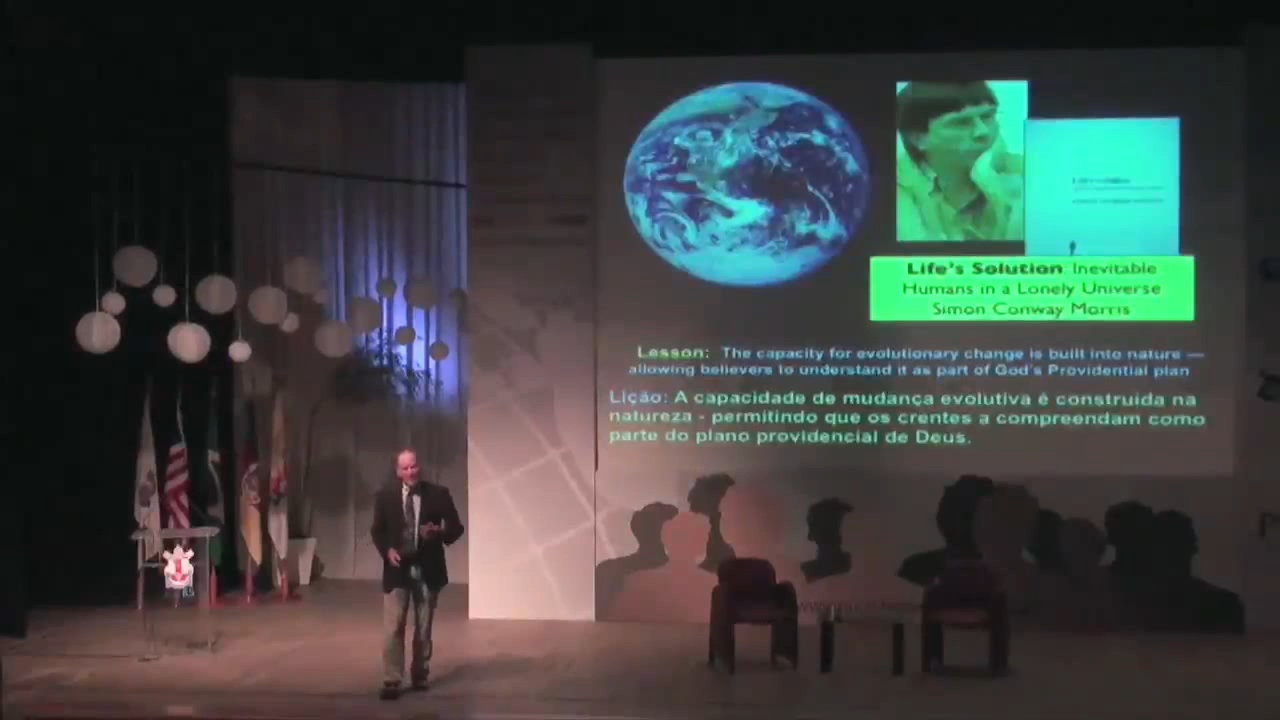 Life's Solution: Inevitable
Humans in a Lonely Universe
Simon Conway Morris
Lesson: The capacity for evolutionary change is built into nature —
allowing believers to understand it as part of God's Providential plan
Lição: A capacidade de mudança evolutiva é construída na
natureza - permitindo que os crentes a compreendam como
parte do plano providencial de Deus.